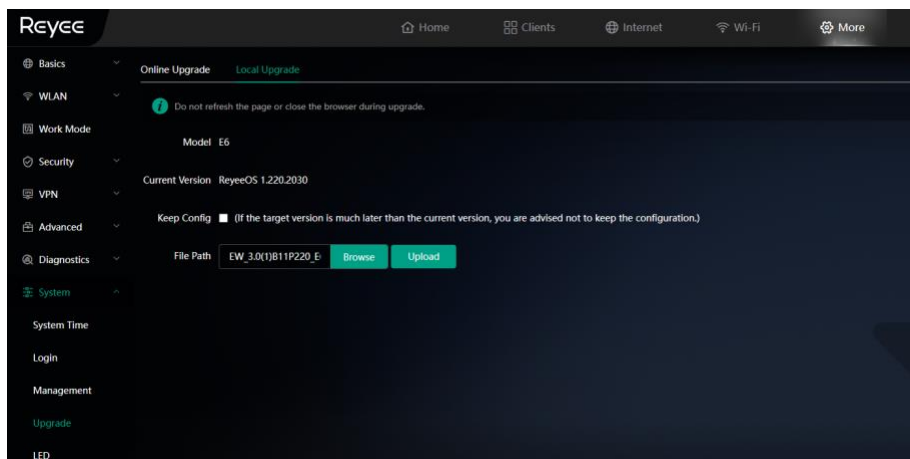 Reyee
Home
Clients
Internet
Wi-Fi
More
Basics
WLAN
Work Mode
Security
VPN
Advanced
Diagnostics
System
System Time
Login
Management
Upgrade
LED
Online Upgrade
Local Upgrade
Do not refresh the page or close the browser during upgrade.
Model E6
Current Version ReyeeOS 1.220.2030
Keep Config (If the target version is much later than the current version, you are advised not to keep the configuration.)
File Path EW_3.0(1)B11P220_E Browse Upload